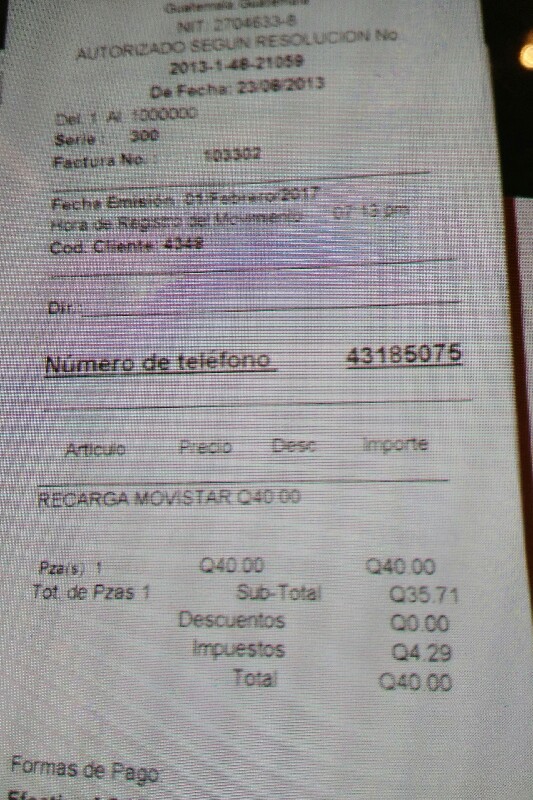 Guatemala, Guatemala
NIT: 2704633-8
AUTORIZADO SEGUN RESOLUCION No
2013-1-48-21059
De Fecha: 23/08/2013
Del 1 Al 1000000
Serie : 300
Factura No. : 103302
Fecha Emisión 01/Febrero/2017
Hora de Registro del Movimiento 07:13 pm
Cod. Cliente: 4348
Dir.:
Número de teléfono 43185075
Articulo Precio Desc Importe
RECARGA MOVISTAR Q40.00
Pza(s) 1 Q40.00 Q40.00
Tot. de Pzas 1 Sub-Total Q35.71
Descuentos Q0.00
Impuestos Q4.29
Total Q40.00
Formas de Pago